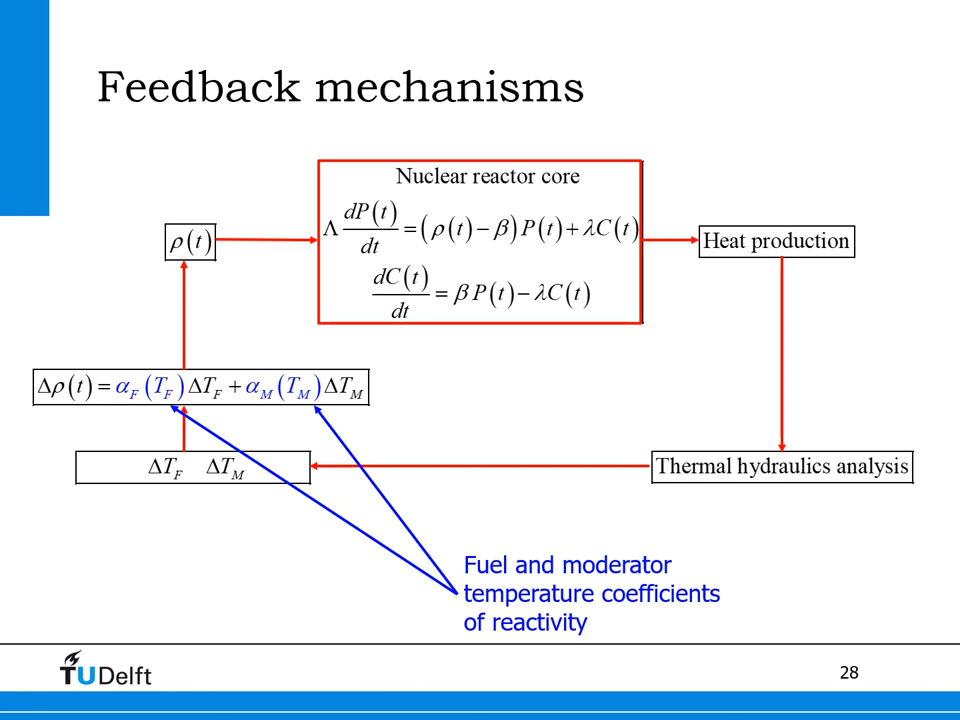 Feedback mechanisms
Nuclear reactor core
Λ dP(t)/dt = (ρ(t) − β) P(t) + λC(t)
dC(t)/dt = β P(t) − λC(t)
ρ(t)
Heat production
Δρ(t) = α_F (T_F) ΔT_F + α_M (T_M) ΔT_M
ΔT_F ΔT_M
Thermal hydraulics analysis
Fuel and moderator
temperature coefficients
of reactivity
TUDelft
28